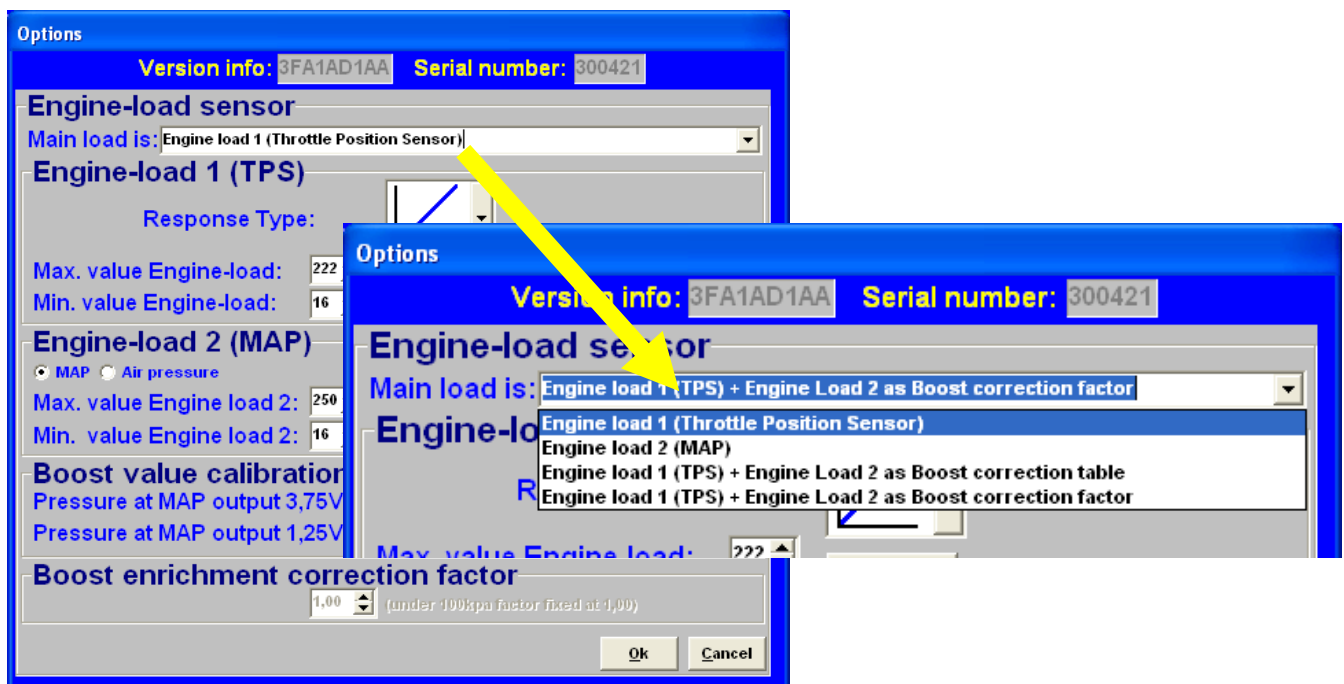 Options
Version info: 3FA1AD1AA Serial number: 300421
Engine-load sensor
Main load is: Engine load 1 (Throttle Position Sensor)
Engine-load 1 (TPS)
Response Type:
Max. value Engine-load: 222
Min. value Engine-load: 16
Engine-load 2 (MAP)
MAP Air pressure
Max. value Engine load 2: 250
Min. value Engine load 2: 16
Boost value calibration
Pressure at MAP output 3,75V
Pressure at MAP output 1,25V
Boost enrichment correction factor
1,00 (under 100kpa factor fixed at 1,00)
Ok Cancel
Options
Version info: 3FA1AD1AA Serial number: 300421
Engine-load sensor
Main load is: Engine load 1 (TPS) + Engine Load 2 as Boost correction factor
Engine load 1 (Throttle Position Sensor)
Engine load 2 (MAP)
Engine load 1 (TPS) + Engine Load 2 as Boost correction table
Engine load 1 (TPS) + Engine Load 2 as Boost correction factor
Engine-lo
R
Max. value Engine load: 222